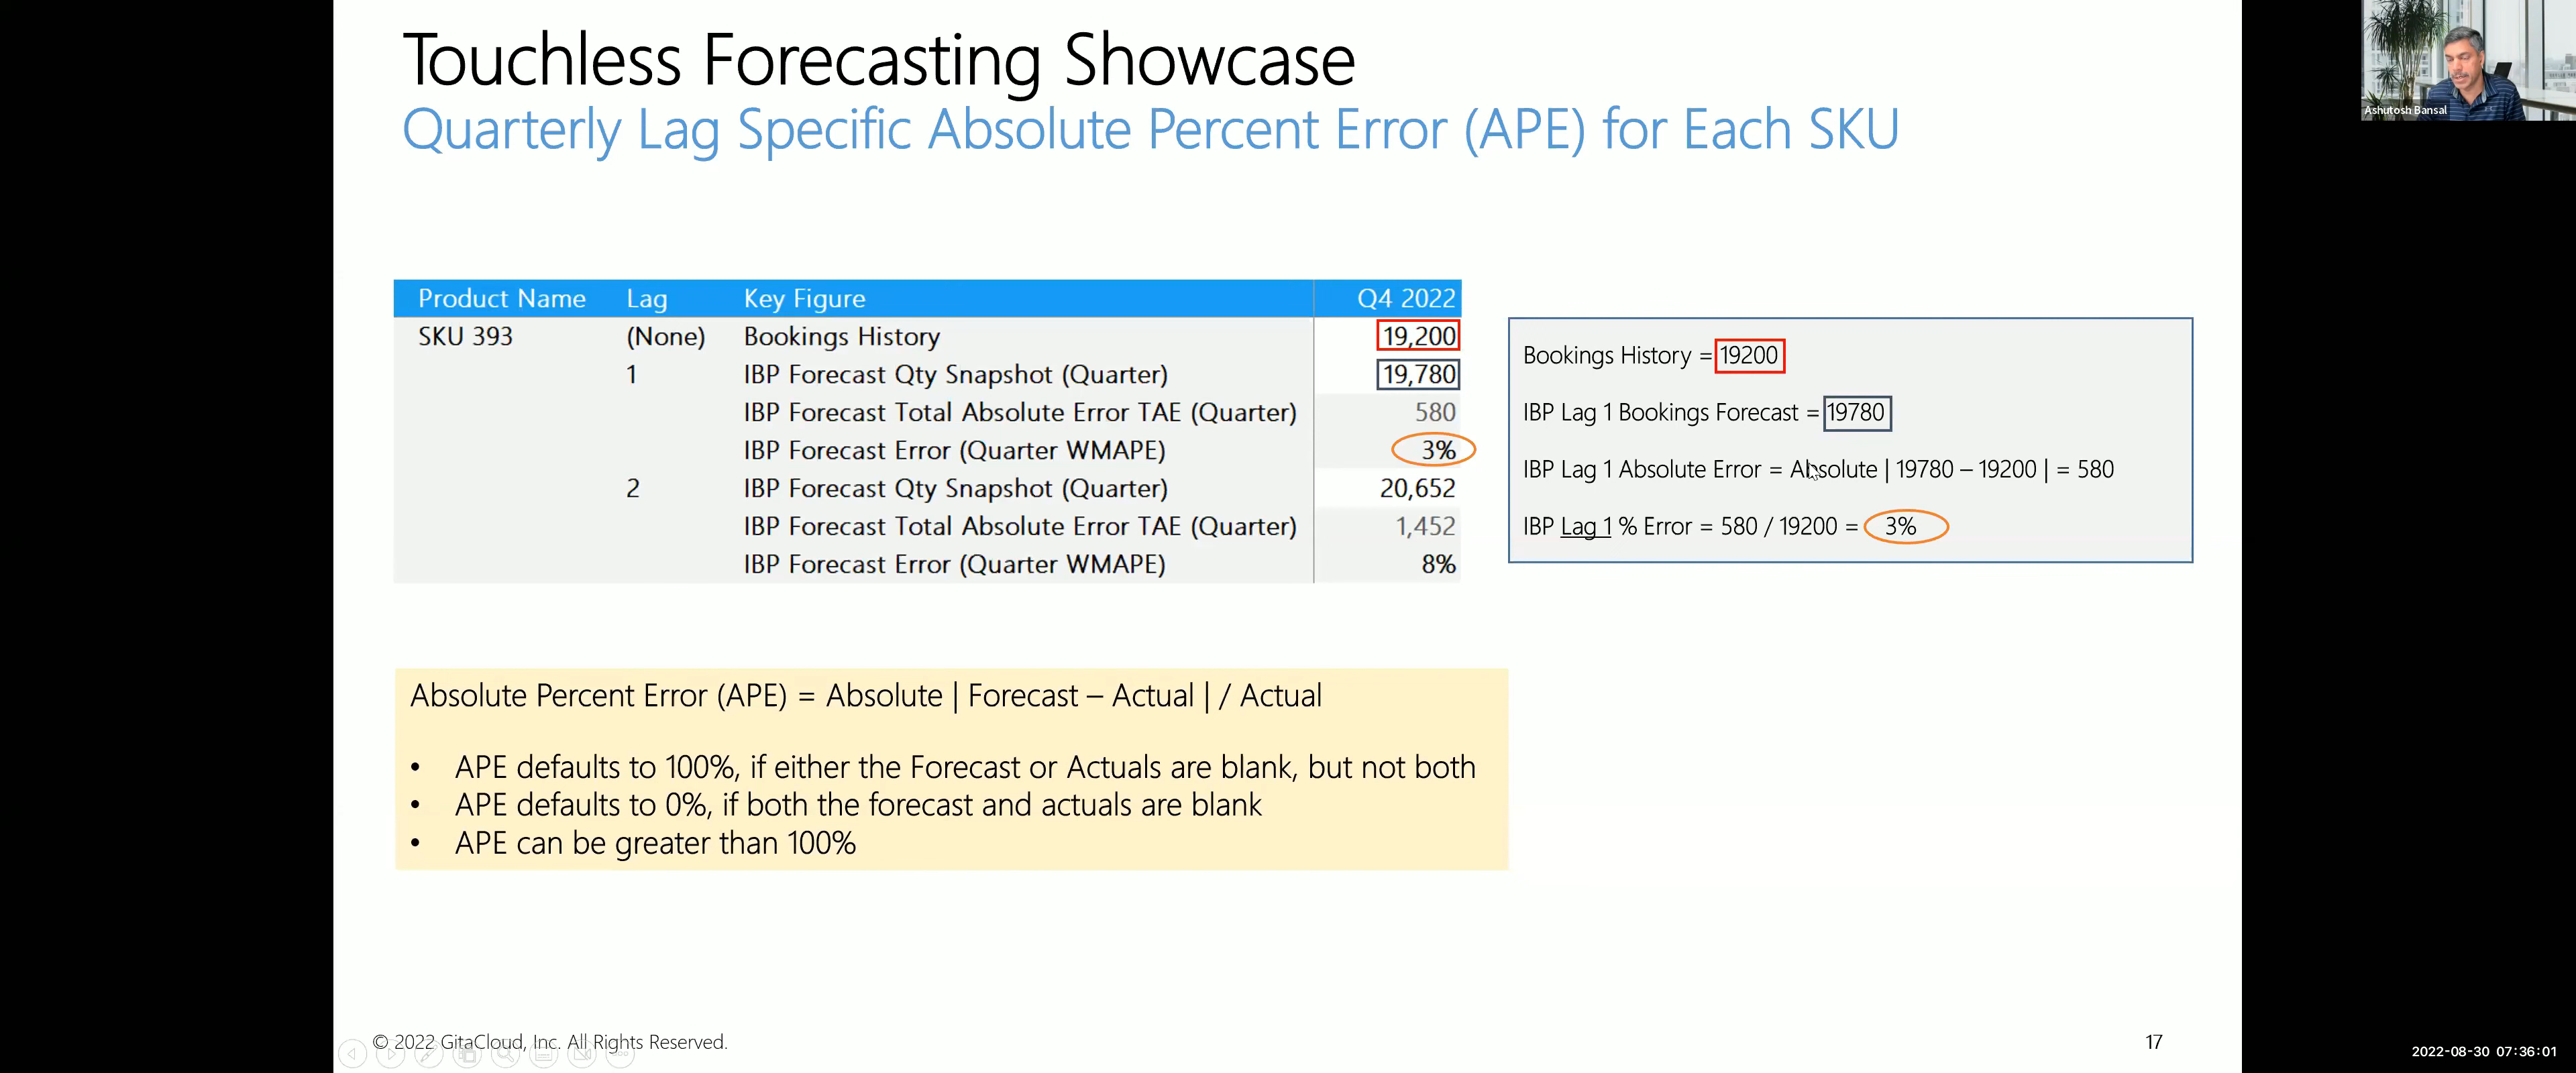 Touchless Forecasting Showcase
Quarterly Lag Specific Absolute Percent Error (APE) for Each SKU
Ashutosh Bansal
Product Name Lag Key Figure Q4 2022
SKU 393 (None) Bookings History 19,200
1 IBP Forecast Qty Snapshot (Quarter) 19,780
IBP Forecast Total Absolute Error TAE (Quarter) 580
IBP Forecast Error (Quarter WMAPE) 3%
2 IBP Forecast Qty Snapshot (Quarter) 20,652
IBP Forecast Total Absolute Error TAE (Quarter) 1,452
IBP Forecast Error (Quarter WMAPE) 8%
Bookings History = 19200
IBP Lag 1 Bookings Forecast = 19780
IBP Lag 1 Absolute Error = Absolute | 19780 – 19200 | = 580
IBP Lag 1 % Error = 580 / 19200 = 3%
Absolute Percent Error (APE) = Absolute | Forecast – Actual | / Actual
• APE defaults to 100%, if either the Forecast or Actuals are blank, but not both
• APE defaults to 0%, if both the forecast and actuals are blank
• APE can be greater than 100%
© 2022 GitaCloud, Inc. All Rights Reserved.
17
2022-08-30 07:36:01